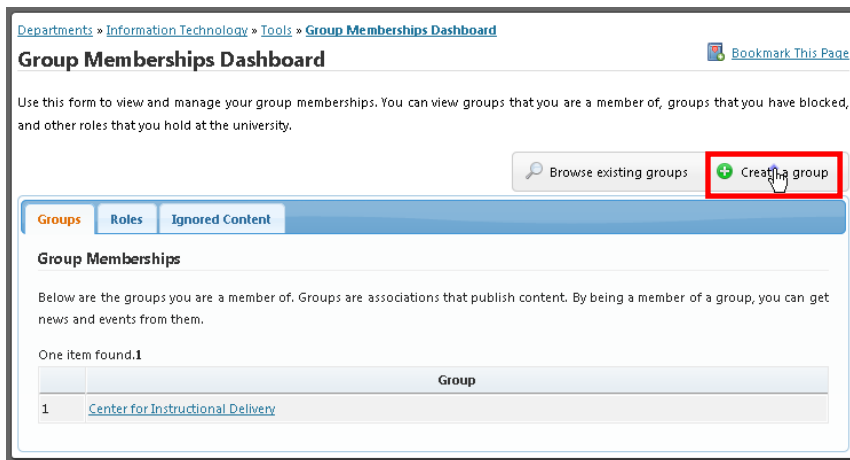 Departments » Information Technology » Tools » Group Memberships Dashboard
Group Memberships Dashboard
Bookmark This Page
Use this form to view and manage your group memberships. You can view groups that you are a member of, groups that you have blocked,
and other roles that you hold at the university.
Browse existing groups
Create a group
Groups
Roles
Ignored Content
Group Memberships
Below are the groups you are a member of. Groups are associations that publish content. By being a member of a group, you can get
news and events from them.
One item found.1
Group
1 Center for Instructional Delivery